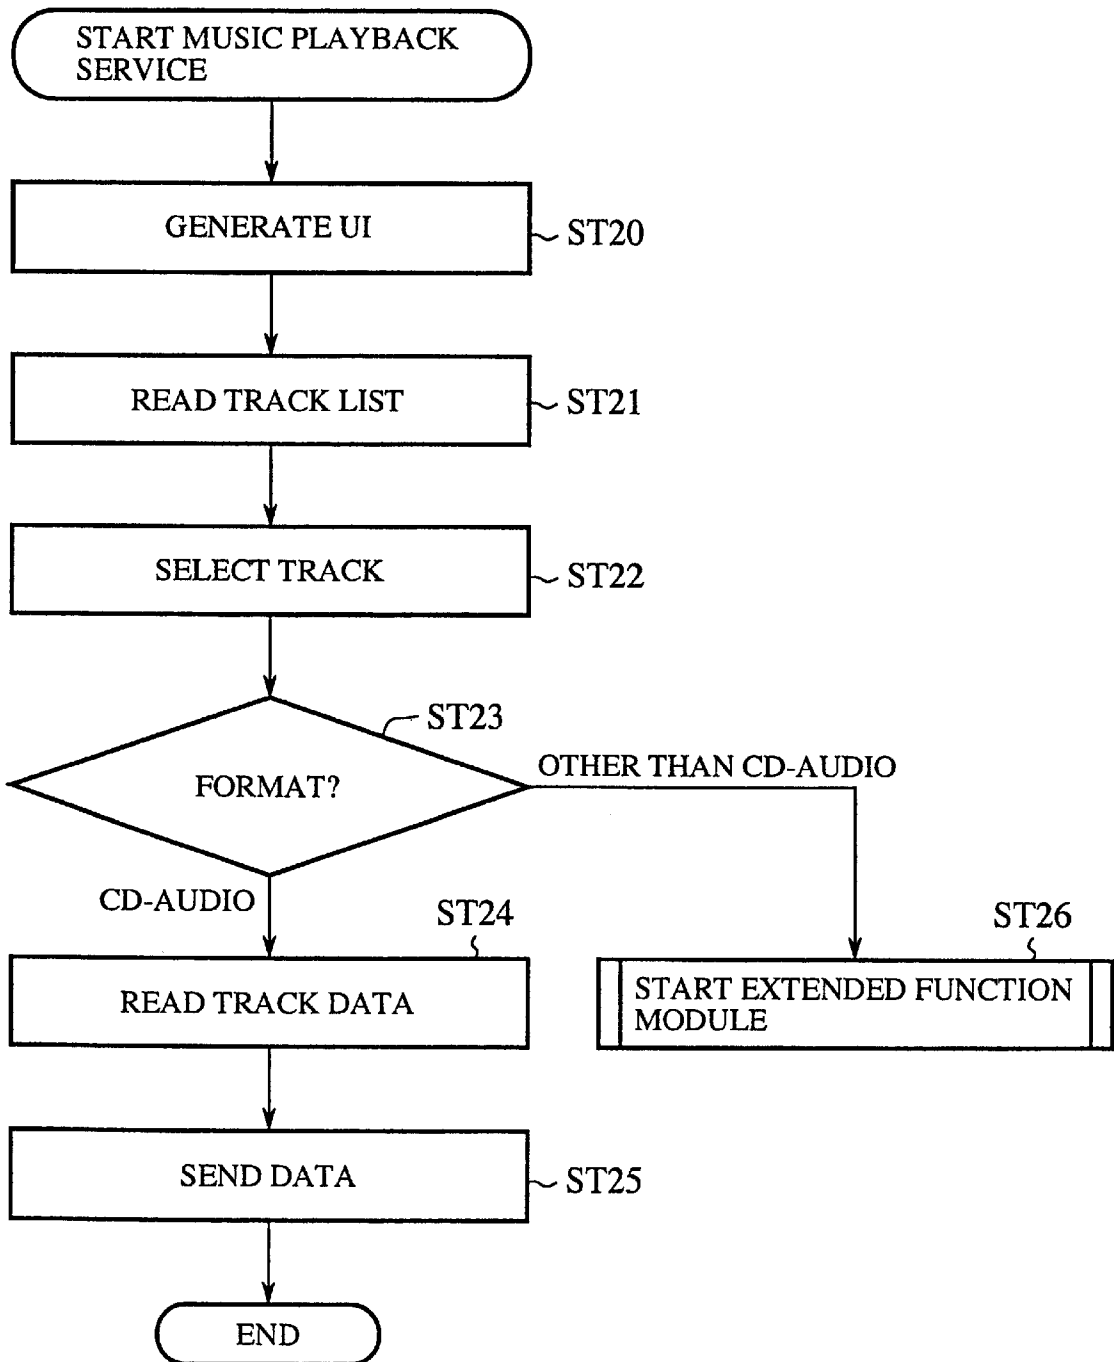 START MUSIC PLAYBACK
SERVICE
GENERATE UI
ST20
READ TRACK LIST
ST21
SELECT TRACK
ST22
ST23
FORMAT?
OTHER THAN CD-AUDIO
CD-AUDIO
ST24
READ TRACK DATA
ST26
START EXTENDED FUNCTION
MODULE
SEND DATA
ST25
END